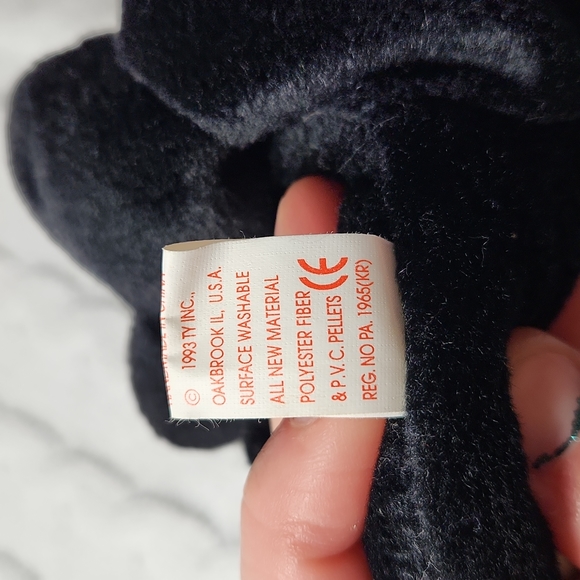 © 1993 TY INC.,
OAKBROOK IL, U.S.A.
SURFACE WASHABLE
ALL NEW MATERIAL
POLYESTER FIBER
& P.V.C. PELLETS CE
REG. NO PA. 1965(KR)